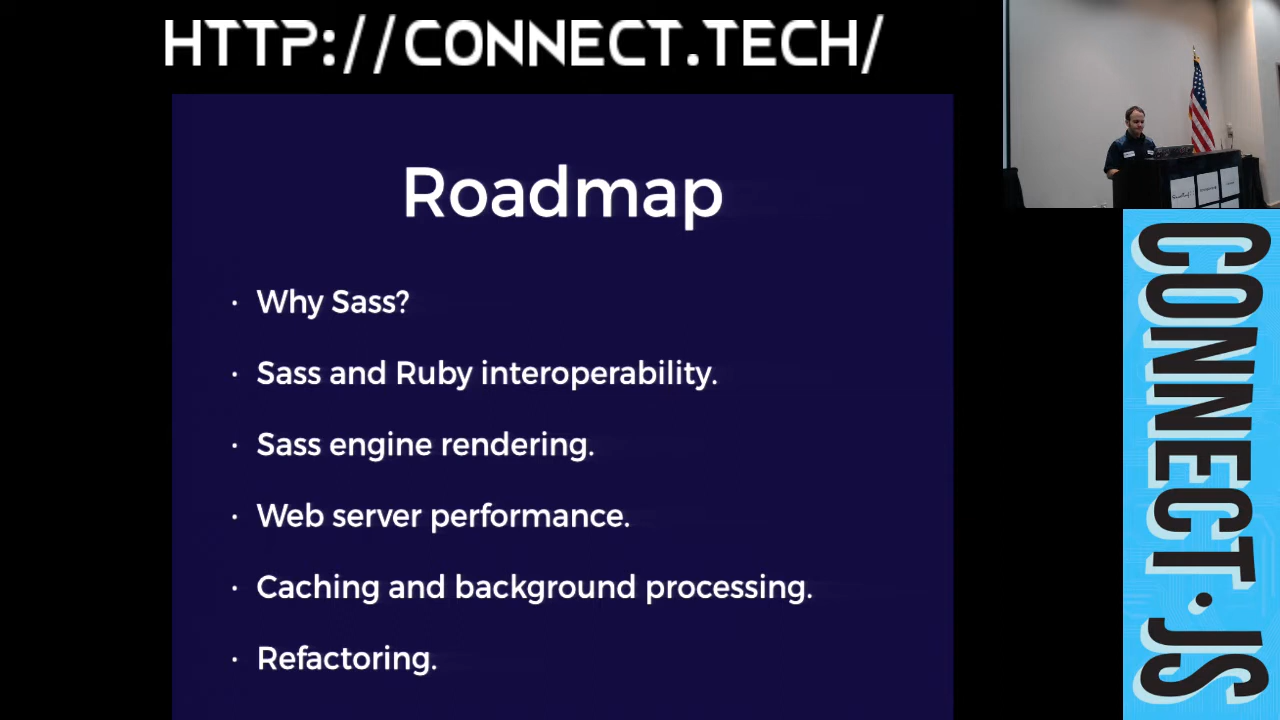 HTTP://CONNECT.TECH/
Roadmap
· Why Sass?
· Sass and Ruby interoperability.
· Sass engine rendering.
· Web server performance.
· Caching and background processing.
· Refactoring.
CONNECT·JS